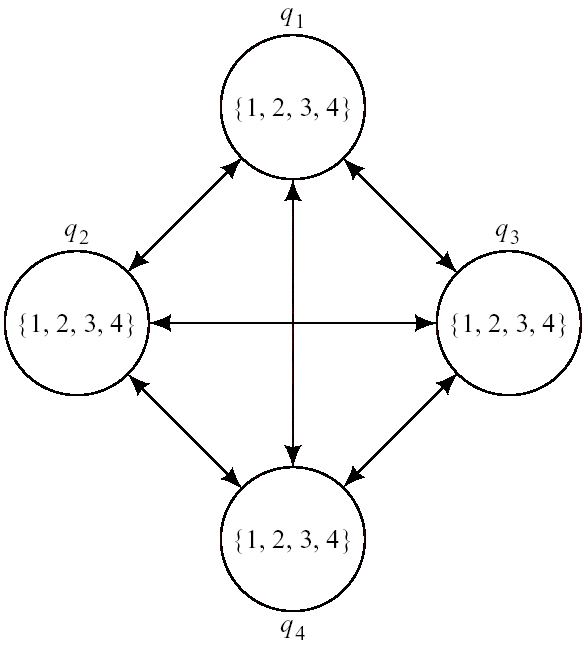 q1
{1, 2, 3, 4}
q2
q3
{1, 2, 3, 4}
{1, 2, 3, 4}
{1, 2, 3, 4}
q4